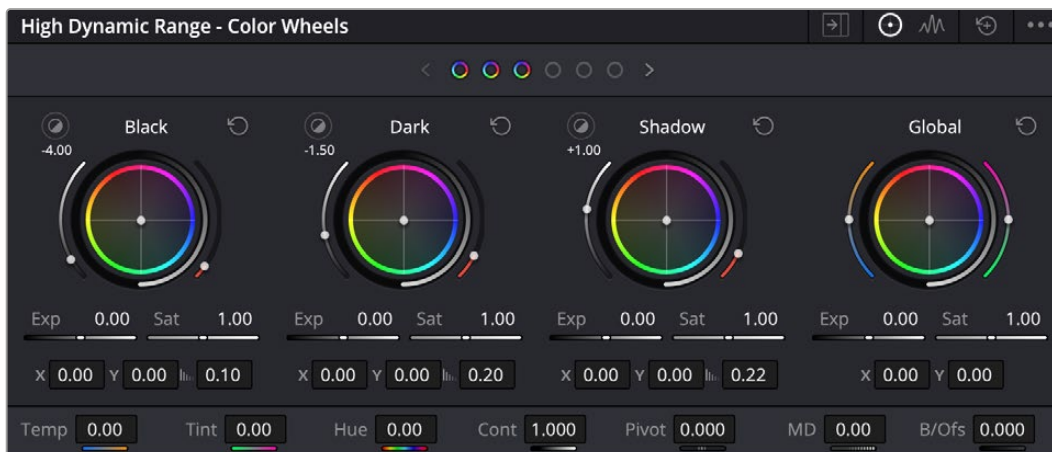 High Dynamic Range - Color Wheels
Black Dark Shadow Global
-4.00 -1.50 +1.00
Exp 0.00 Sat 1.00 Exp 0.00 Sat 1.00 Exp 0.00 Sat 1.00 Exp 0.00 Sat 1.00
X 0.00 Y 0.00 0.10 X 0.00 Y 0.00 0.20 X 0.00 Y 0.00 0.22 X 0.00 Y 0.00
Temp 0.00 Tint 0.00 Hue 0.00 Cont 1.000 Pivot 0.000 MD 0.00 B/Ofs 0.000